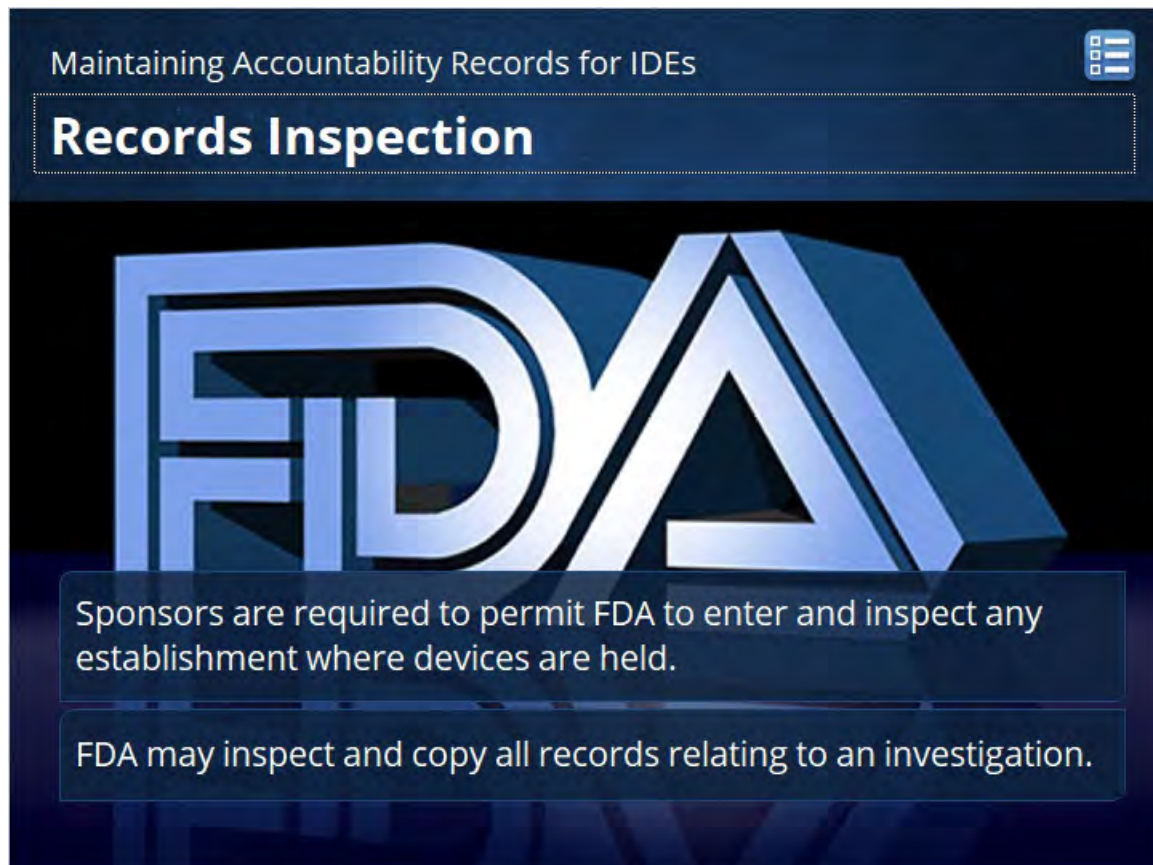 Maintaining Accountability Records for IDEs
Records Inspection
FDA
Sponsors are required to permit FDA to enter and inspect any
establishment where devices are held.
FDA may inspect and copy all records relating to an investigation.